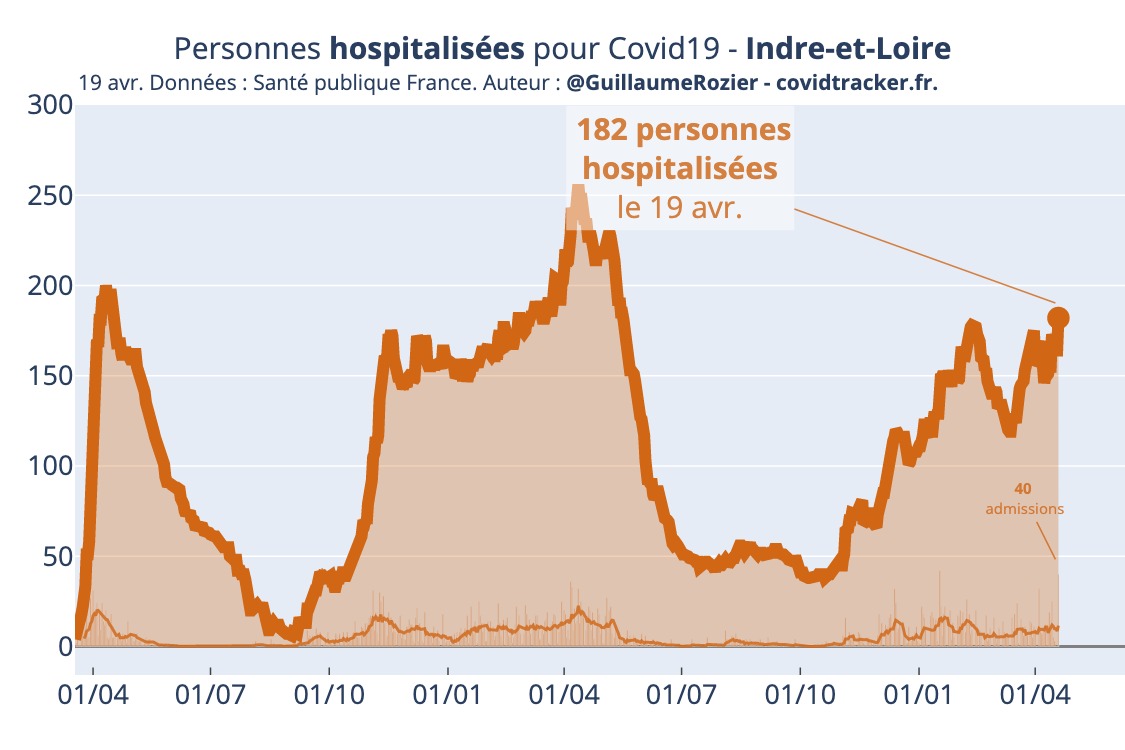 Personnes hospitalisées pour Covid19 - Indre-et-Loire
19 avr. Données : Santé publique France. Auteur : @GuillaumeRozier - covidtracker.fr.
300
182 personnes
hospitalisées
le 19 avr.
250
200
150
100
40
admissions
50
0
01/04 01/07 01/10 01/01 01/04 01/07 01/10 01/01 01/04